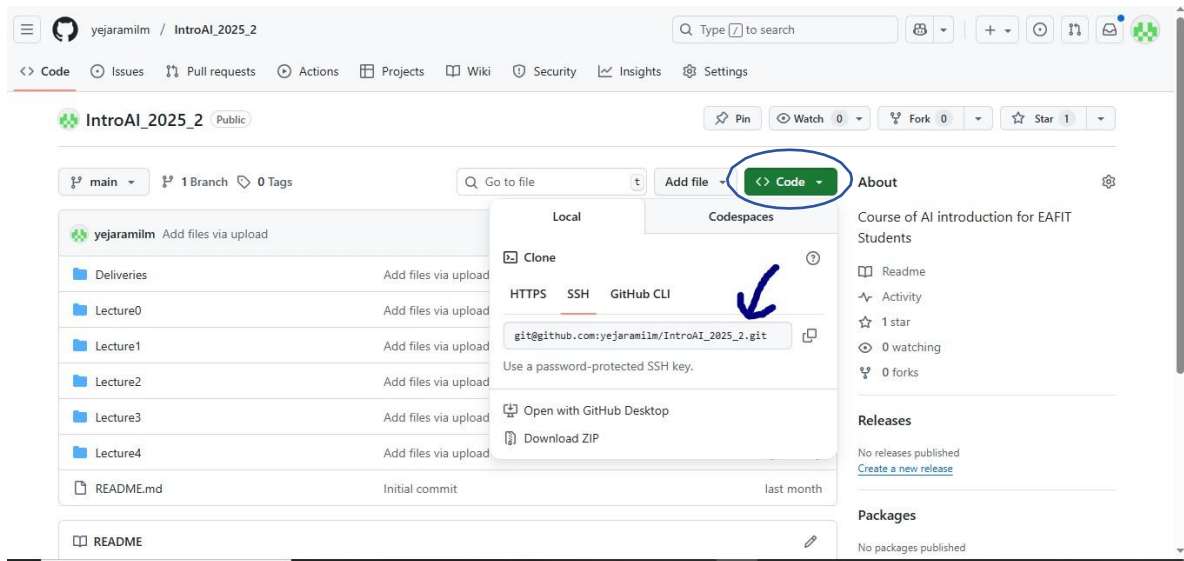 yejaramilm / IntroAI_2025_2
Type / to search
<> Code Issues Pull requests Actions Projects Wiki Security Insights Settings
IntroAI_2025_2 Public
Pin Watch 0 Fork 0 Star 1
main 1 Branch 0 Tags Go to file t Add file <> Code
yejaramilm Add files via upload
Deliveries Add files via upload
Lecture0 Add files via upload
Lecture1 Add files via upload
Lecture2 Add files via upload
Lecture3 Add files via upload
Lecture4 Add files via upload
README.md Initial commit last month
README
Local Codespaces
Clone
HTTPS SSH GitHub CLI
git@github.com:yejaramilm/IntroAI_2025_2.git
Use a password-protected SSH key.
Open with GitHub Desktop
Download ZIP
About
Course of AI introduction for EAFIT
Students
Readme
Activity
1 star
0 watching
0 forks
Releases
No releases published
Create a new release
Packages
No packages published